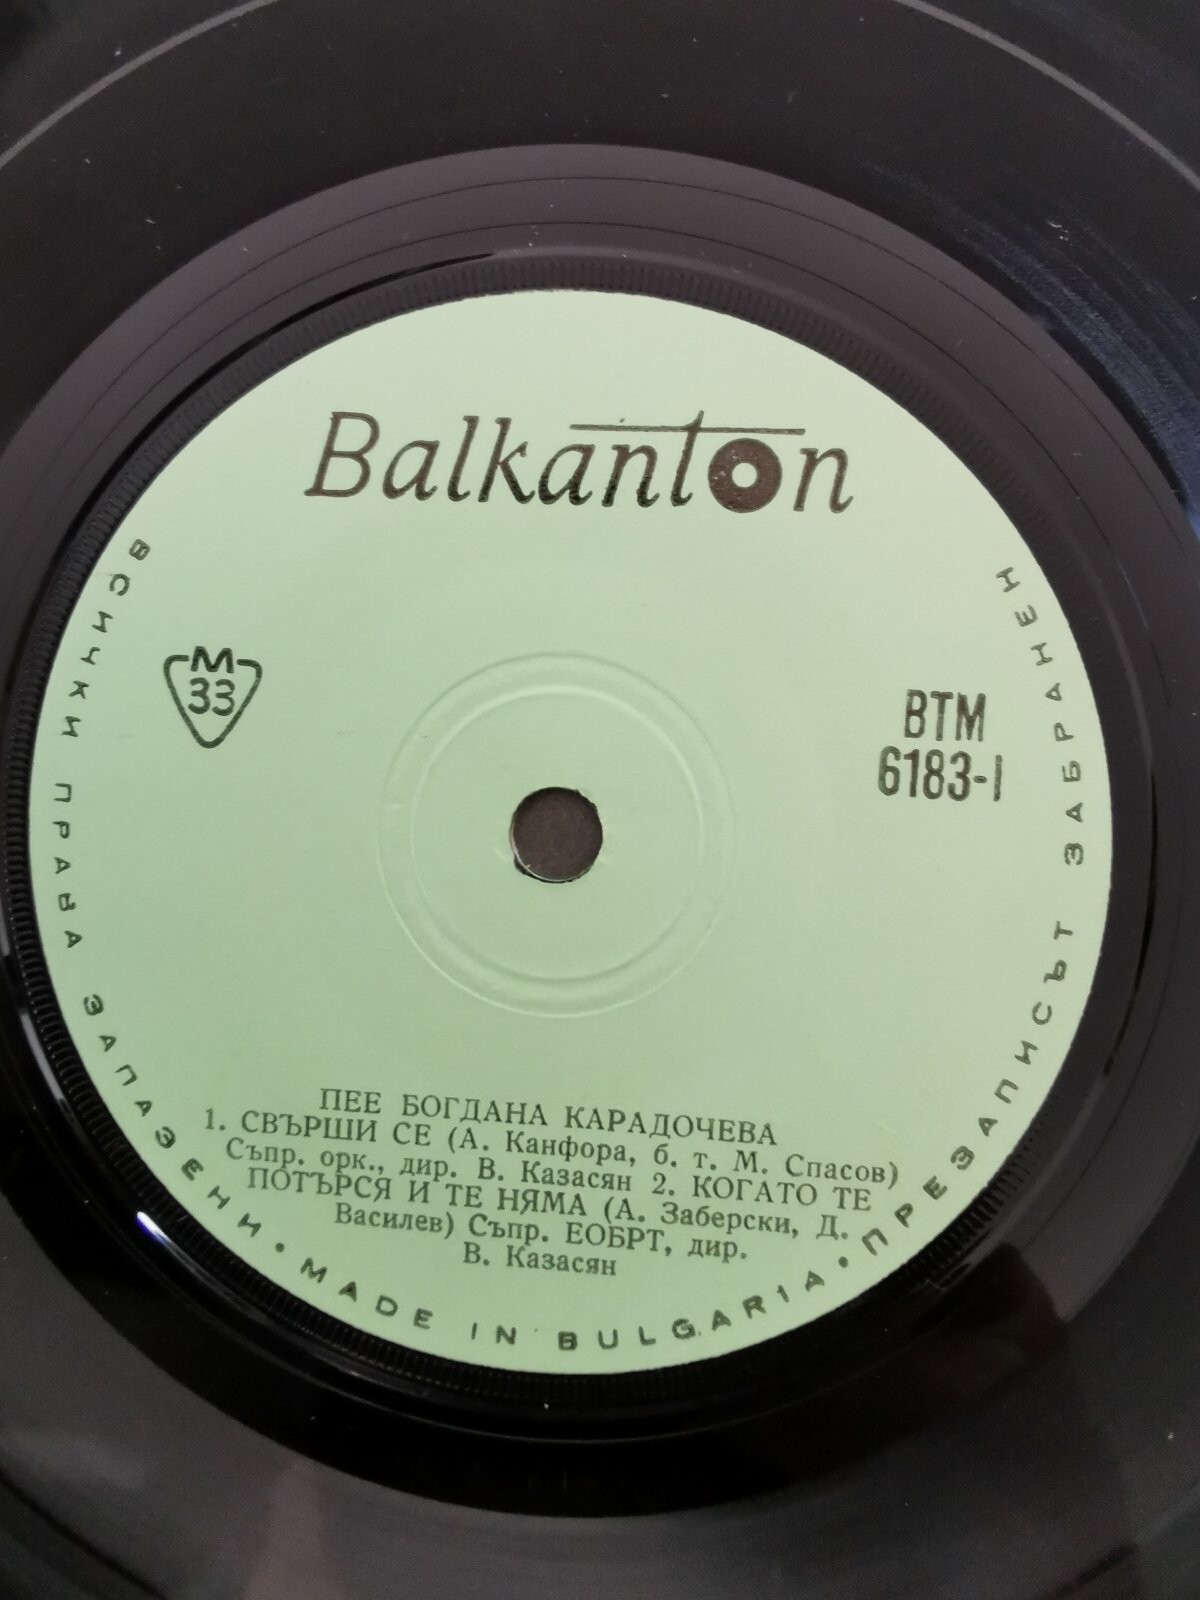 Balkanton
M
33
ВТМ
6183-I
ПЕЕ БОГДАНА КАРАДОЧЕВА
1. СВЪРШИ СЕ (А. Канфора, б. т. М. Спасов)
Съпр. орк., дир. В. Казасян 2. КОГАТО ТЕ
ПОТЪРСЯ И ТЕ НЯМА (А. Заберски, Д.
Василев) Съпр. ЕОБРТ, дир.
В. Казасян
ВСИЧКИ ПРАВА ЗАПАЗЕНИ • MADE IN BULGARIA • ПРЕЗАПИСЪТ ЗАБРАНЕН